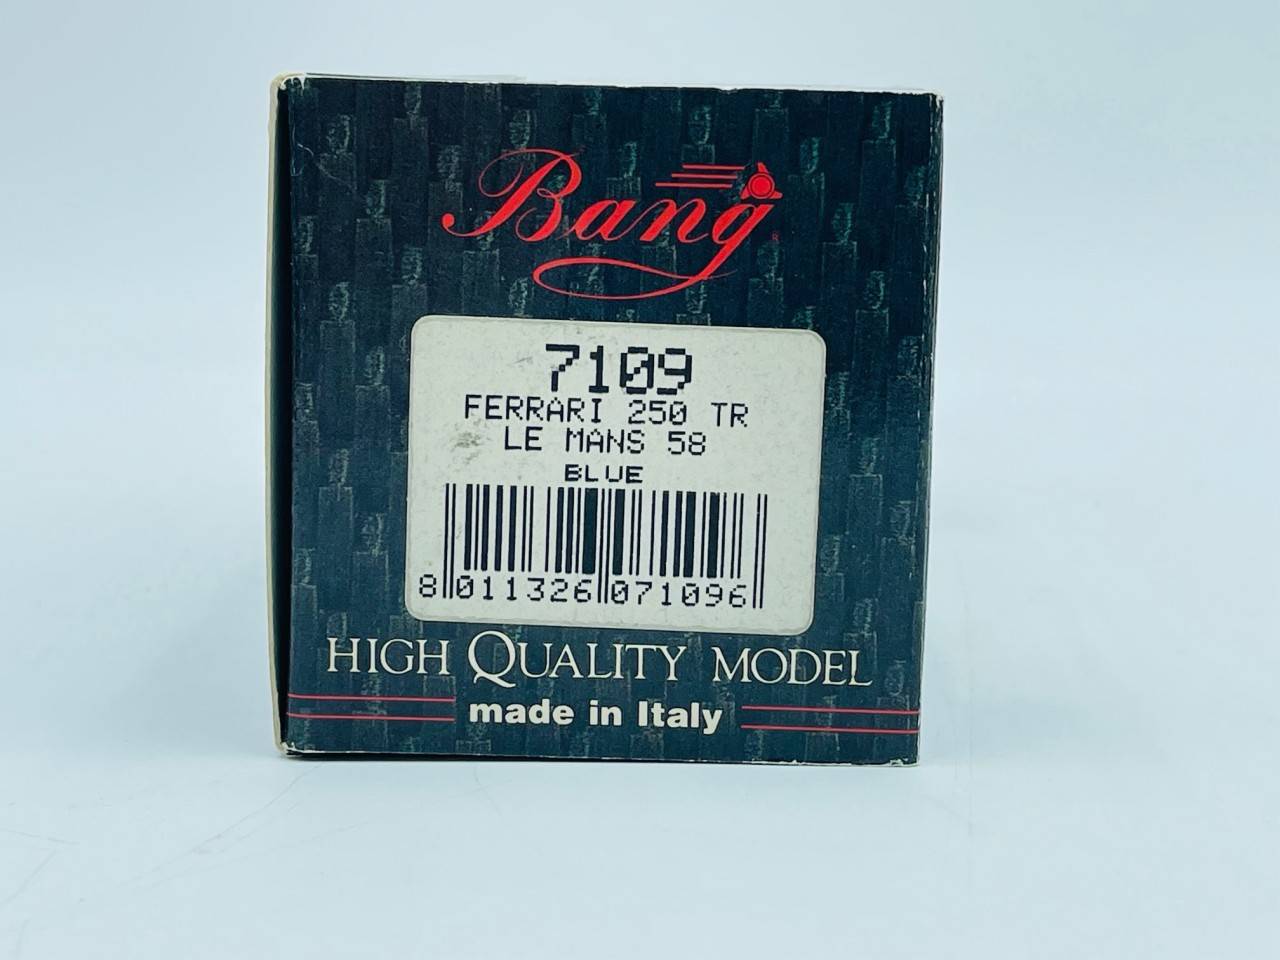 Bang
7109
FERRARI 250 TR
LE MANS 58
BLUE
8 011326 071096
HIGH QUALITY MODEL
made in Italy